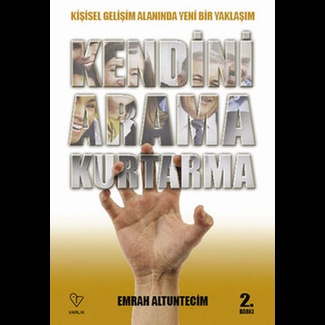 KİŞİSEL GELİŞİM ALANINDA YENİ BİR YAKLAŞIM
KENDİNİ
ARAMA
KURTARMA
EMRAH ALTUNTECİM
2.
BASKI
VARLIK